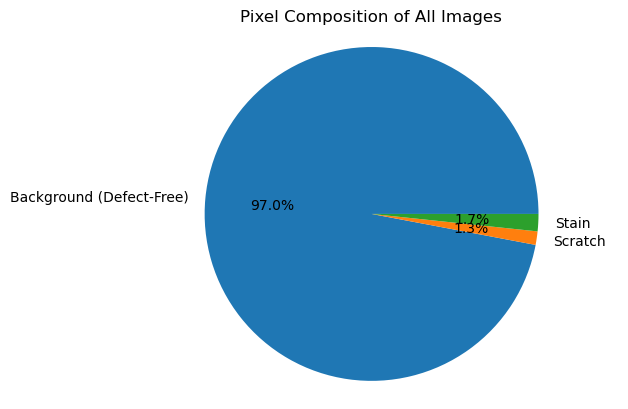 Pixel Composition of All Images
Background (Defect-Free)
97.0%
1.7%
Stain
1.3%
Scratch